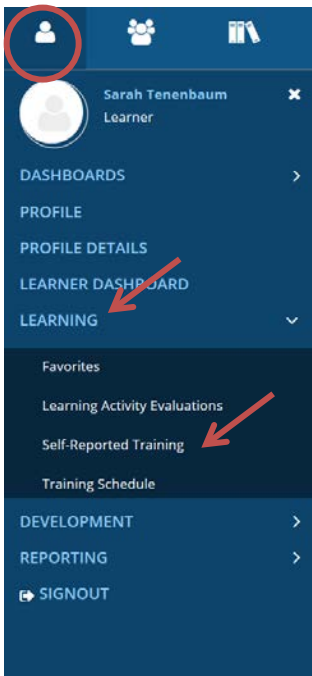 Sarah Tenenbaum
Learner
DASHBOARDS
PROFILE
PROFILE DETAILS
LEARNER DASHBOARD
LEARNING
Favorites
Learning Activity Evaluations
Self-Reported Training
Training Schedule
DEVELOPMENT
REPORTING
SIGNOUT